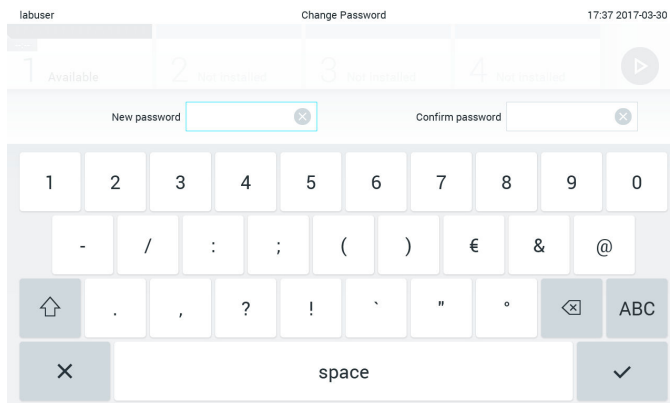 labuser Change Password 17:37 2017-03-30
1 Available 2 Not installed 3 Not installed 4 Not installed
New password Confirm password
1 2 3 4 5 6 7 8 9 0
- / : ; ( ) € & @
. , ? ! ` " ° ABC
space